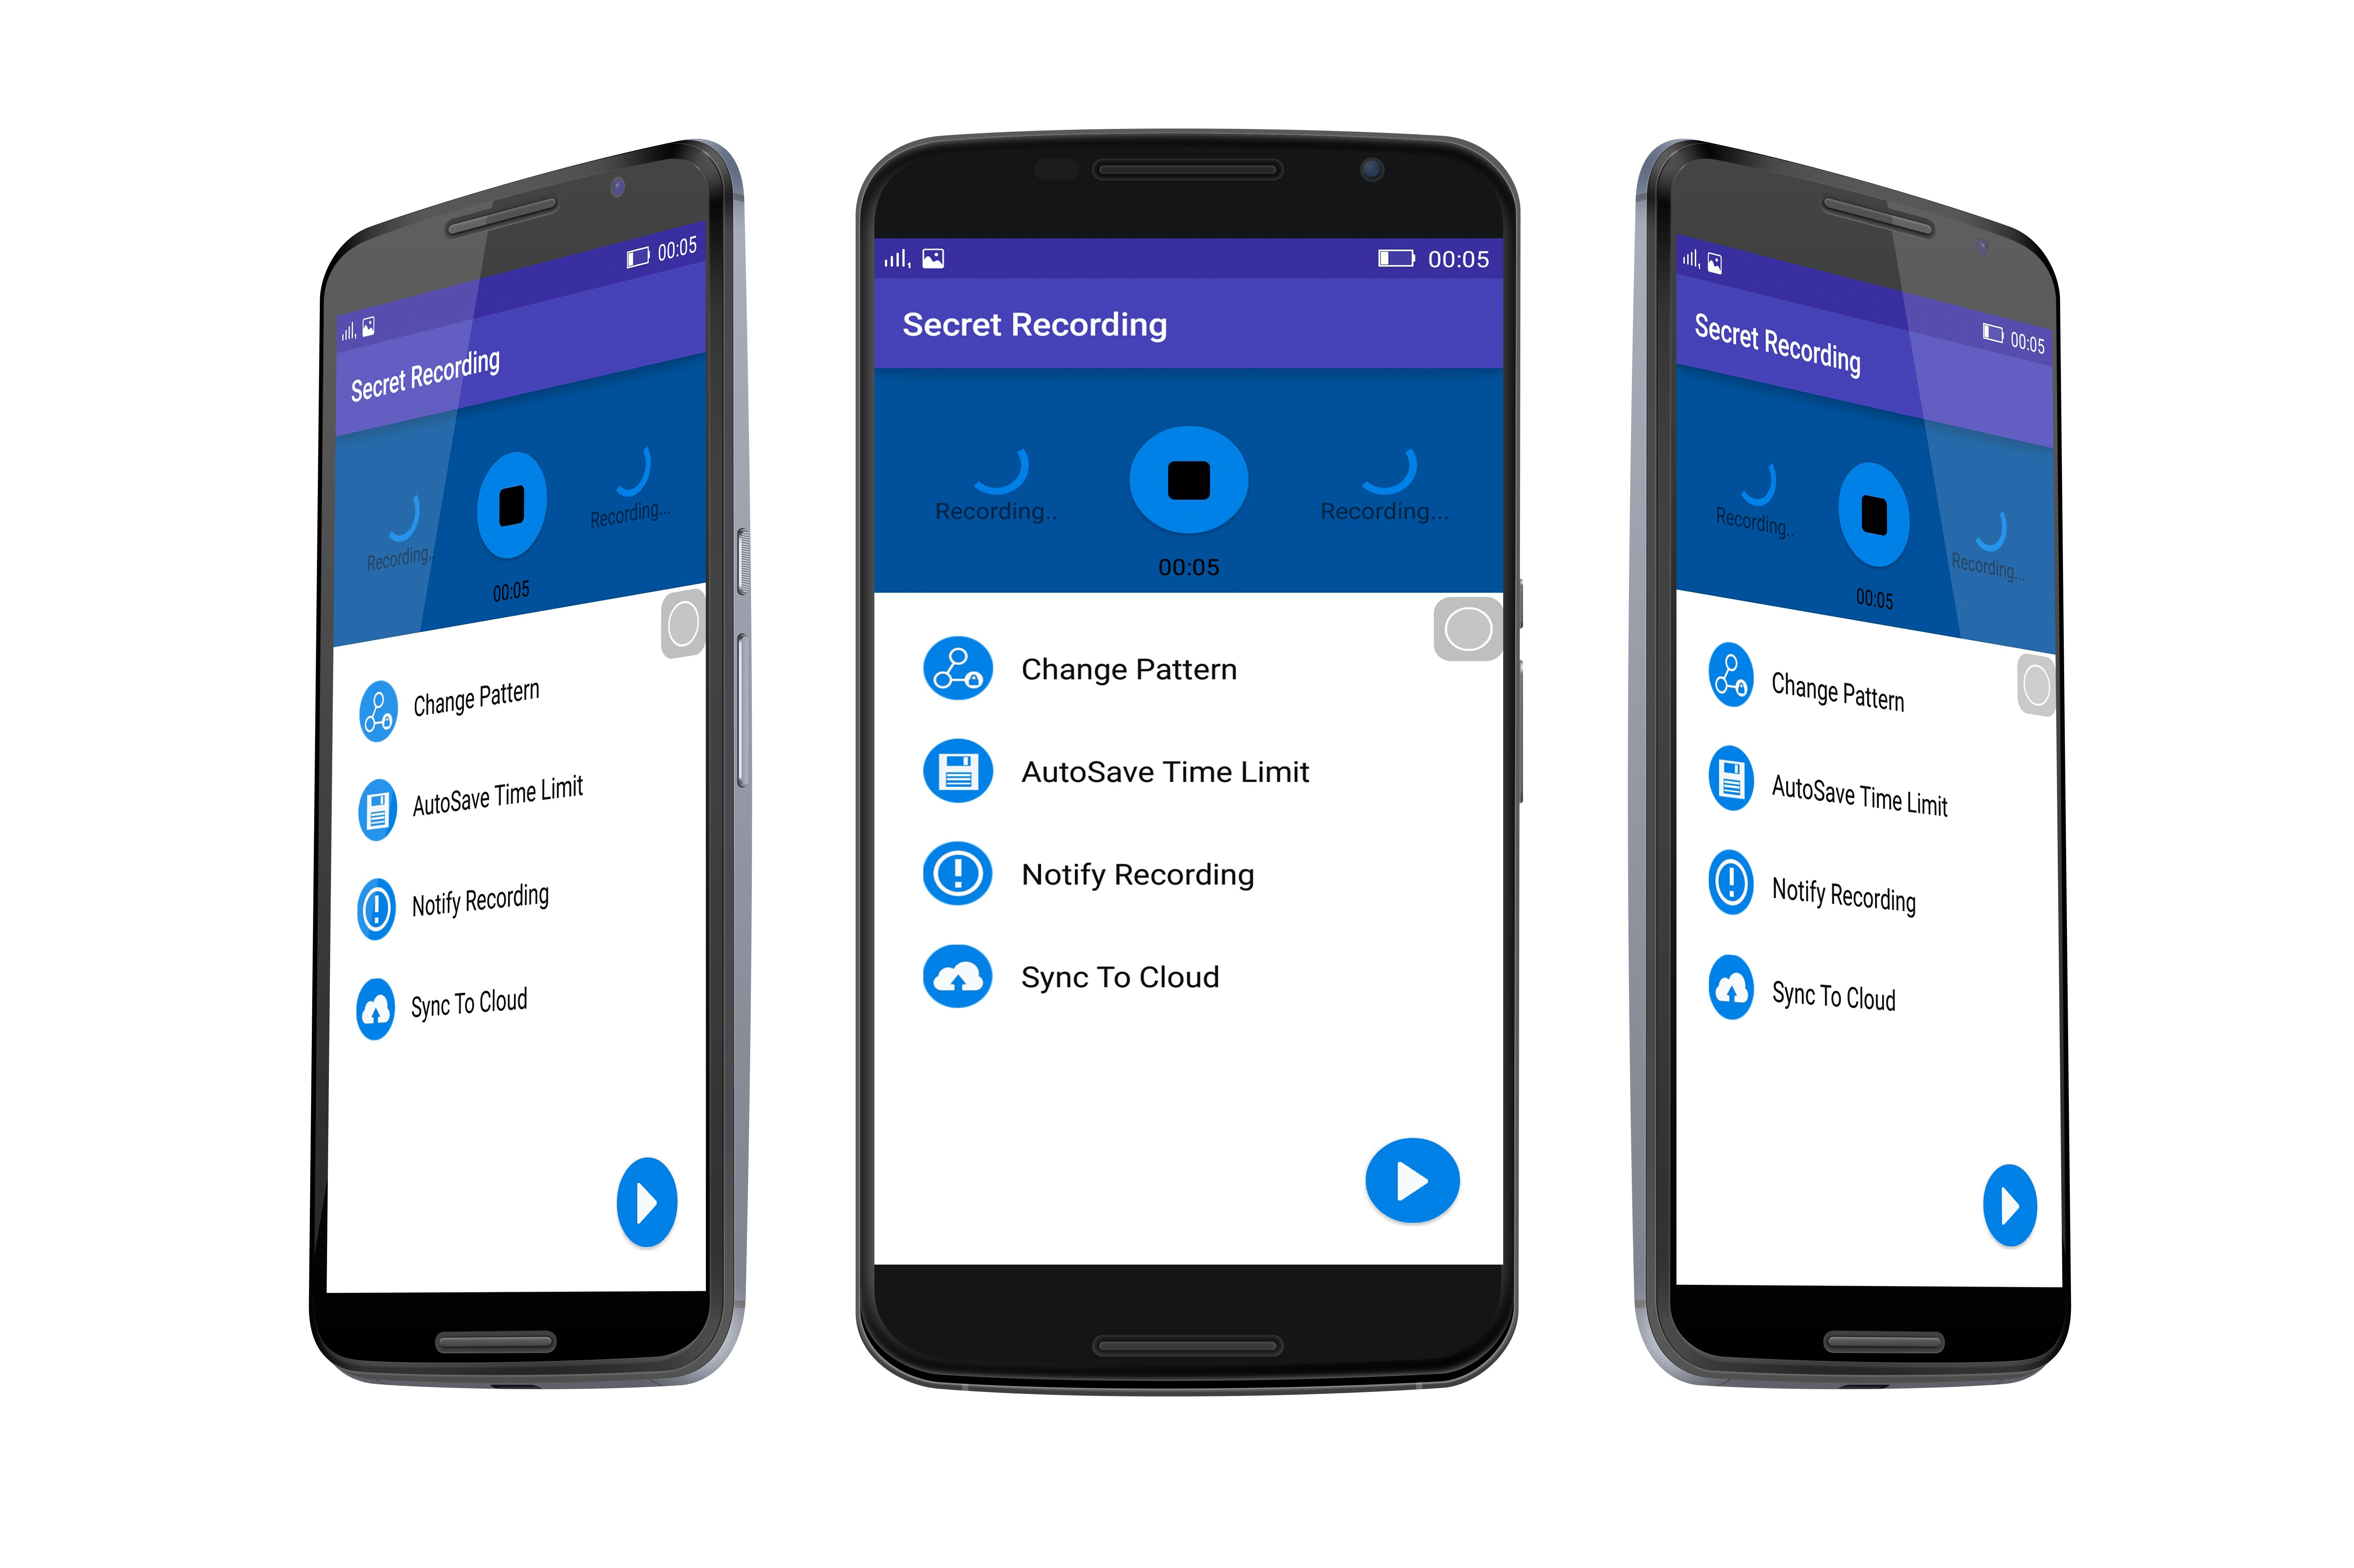 00:05
Secret Recording
Recording..
Recording...
00:05
Change Pattern
AutoSave Time Limit
Notify Recording
Sync To Cloud
00:05
Secret Recording
Recording..
Recording...
00:05
Change Pattern
AutoSave Time Limit
Notify Recording
Sync To Cloud
00:05
Secret Recording
Recording..
Recording...
00:05
Change Pattern
AutoSave Time Limit
Notify Recording
Sync To Cloud